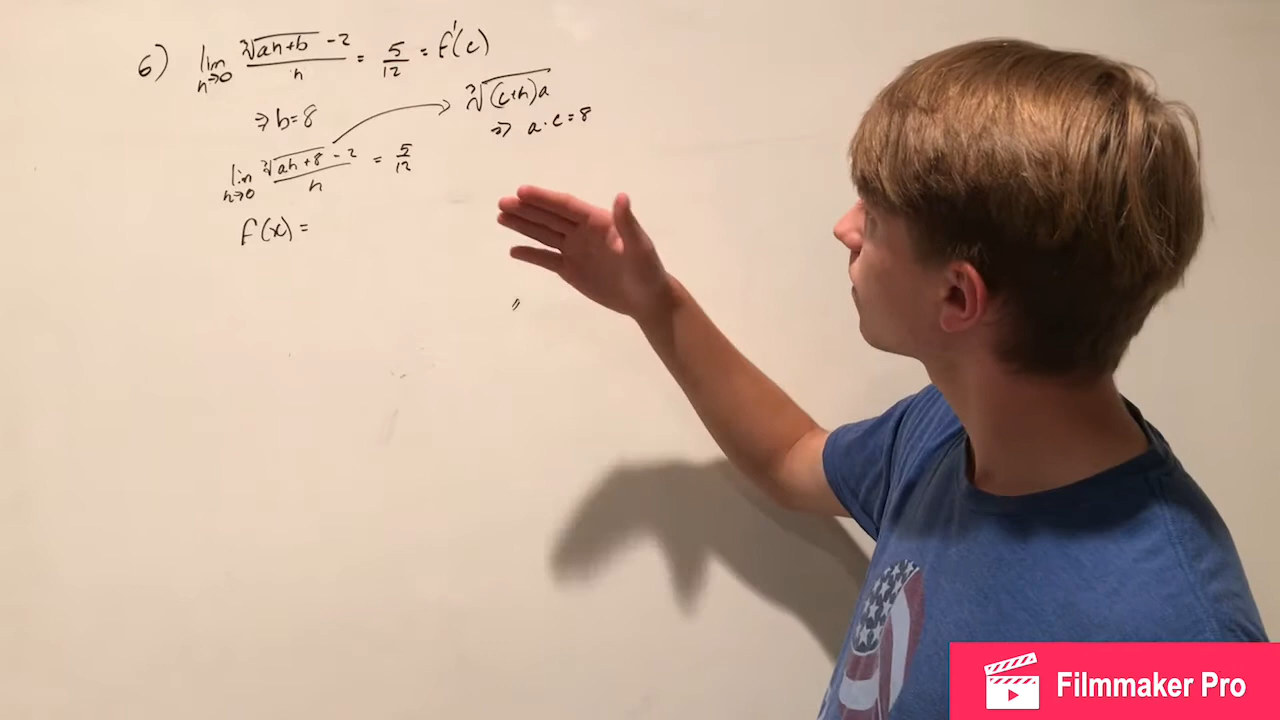 6) lim h→0 ∛(ah+b) - 2 / h = 5/12 = f'(c)
∛((c+h)a)
⇒ b=8
⇒ a·c=8
lim h→0 ∛(ah+8) - 2 / h = 5/12
f(x)=
Filmmaker Pro